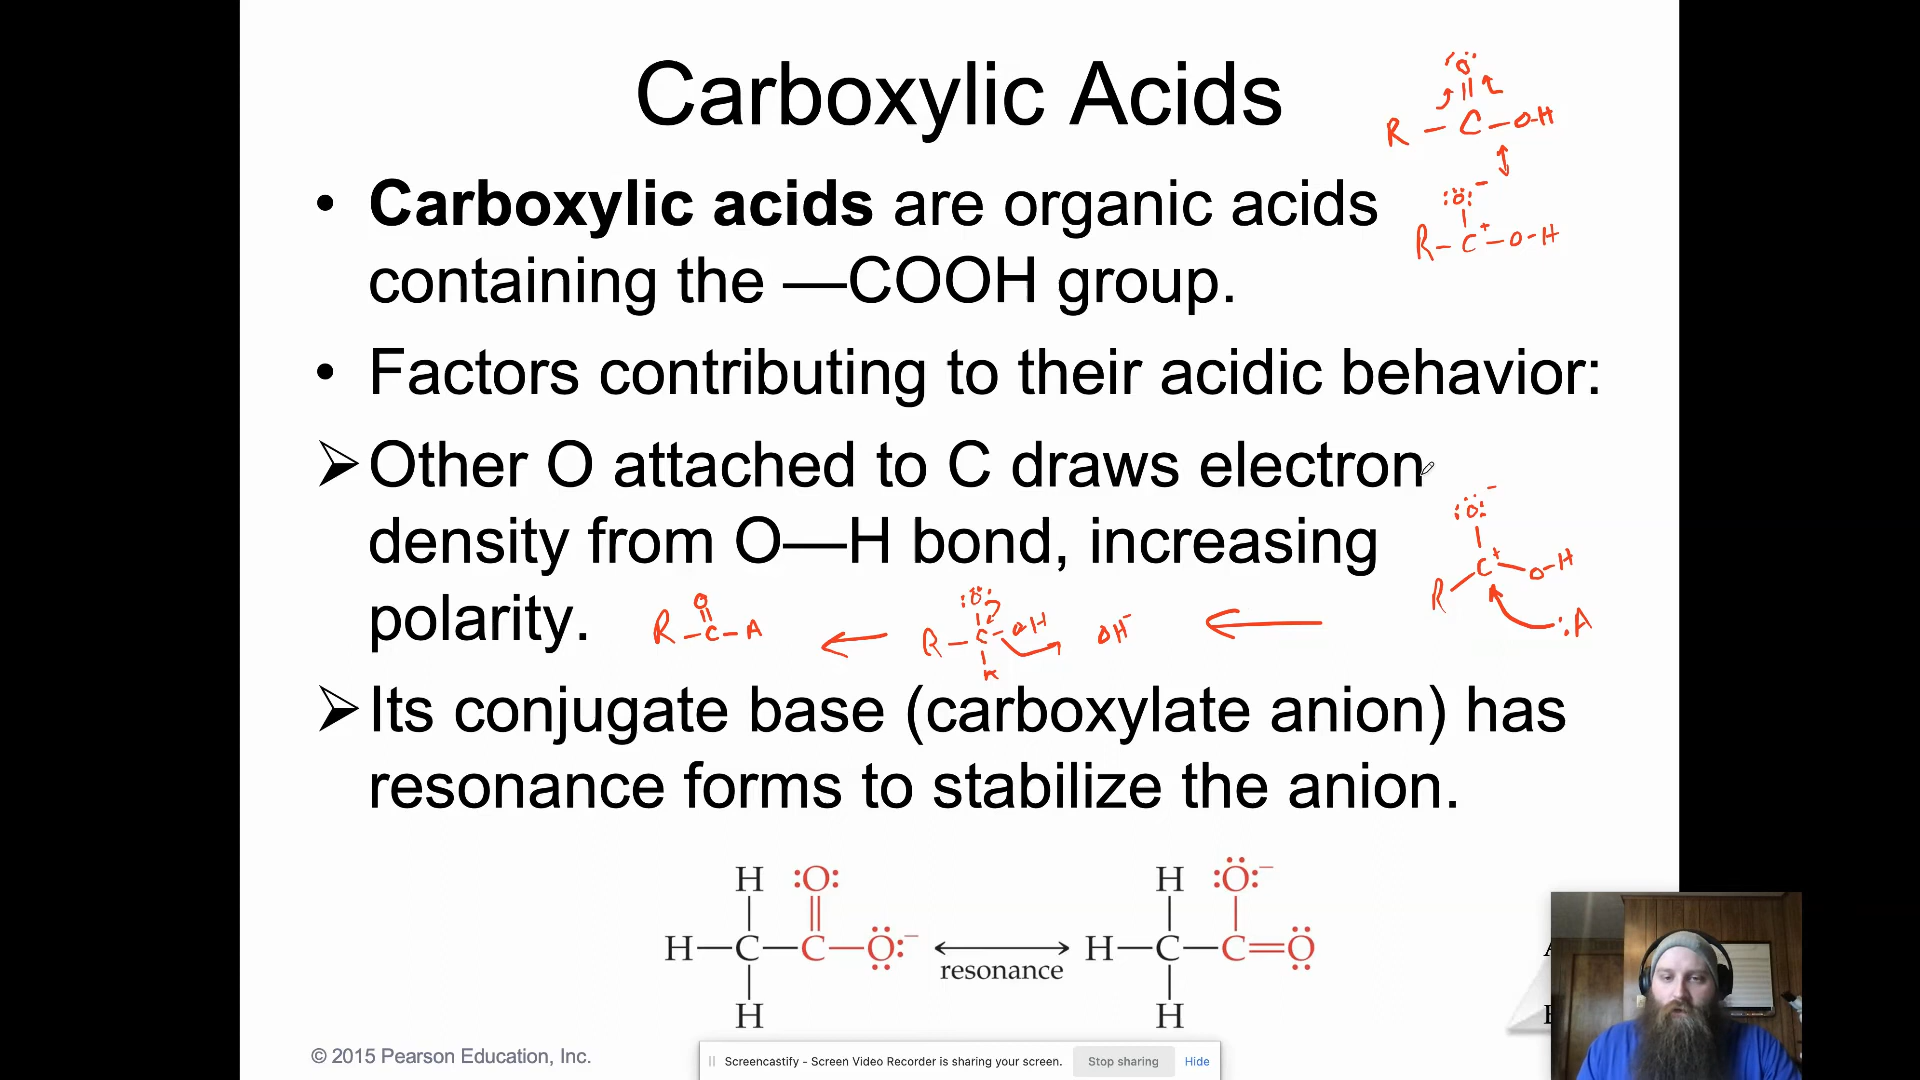 Carboxylic Acids
:O:
R - C - O-H
• Carboxylic acids are organic acids
:O: -
R - C+ - O - H
containing the —COOH group.
• Factors contributing to their acidic behavior:
➢ Other O attached to C draws electron
:O: -
density from O—H bond, increasing
R C+ O-H
:A
polarity.
O
R - C - A
:O:
R - C - OH
OH-
➢ Its conjugate base (carboxylate anion) has
resonance forms to stabilize the anion.
H :O: H :O:−
H—C—C—O:− resonance H—C—C=O
H H
© 2015 Pearson Education, Inc.
Screencastify - Screen Video Recorder is sharing your screen. Stop sharing Hide